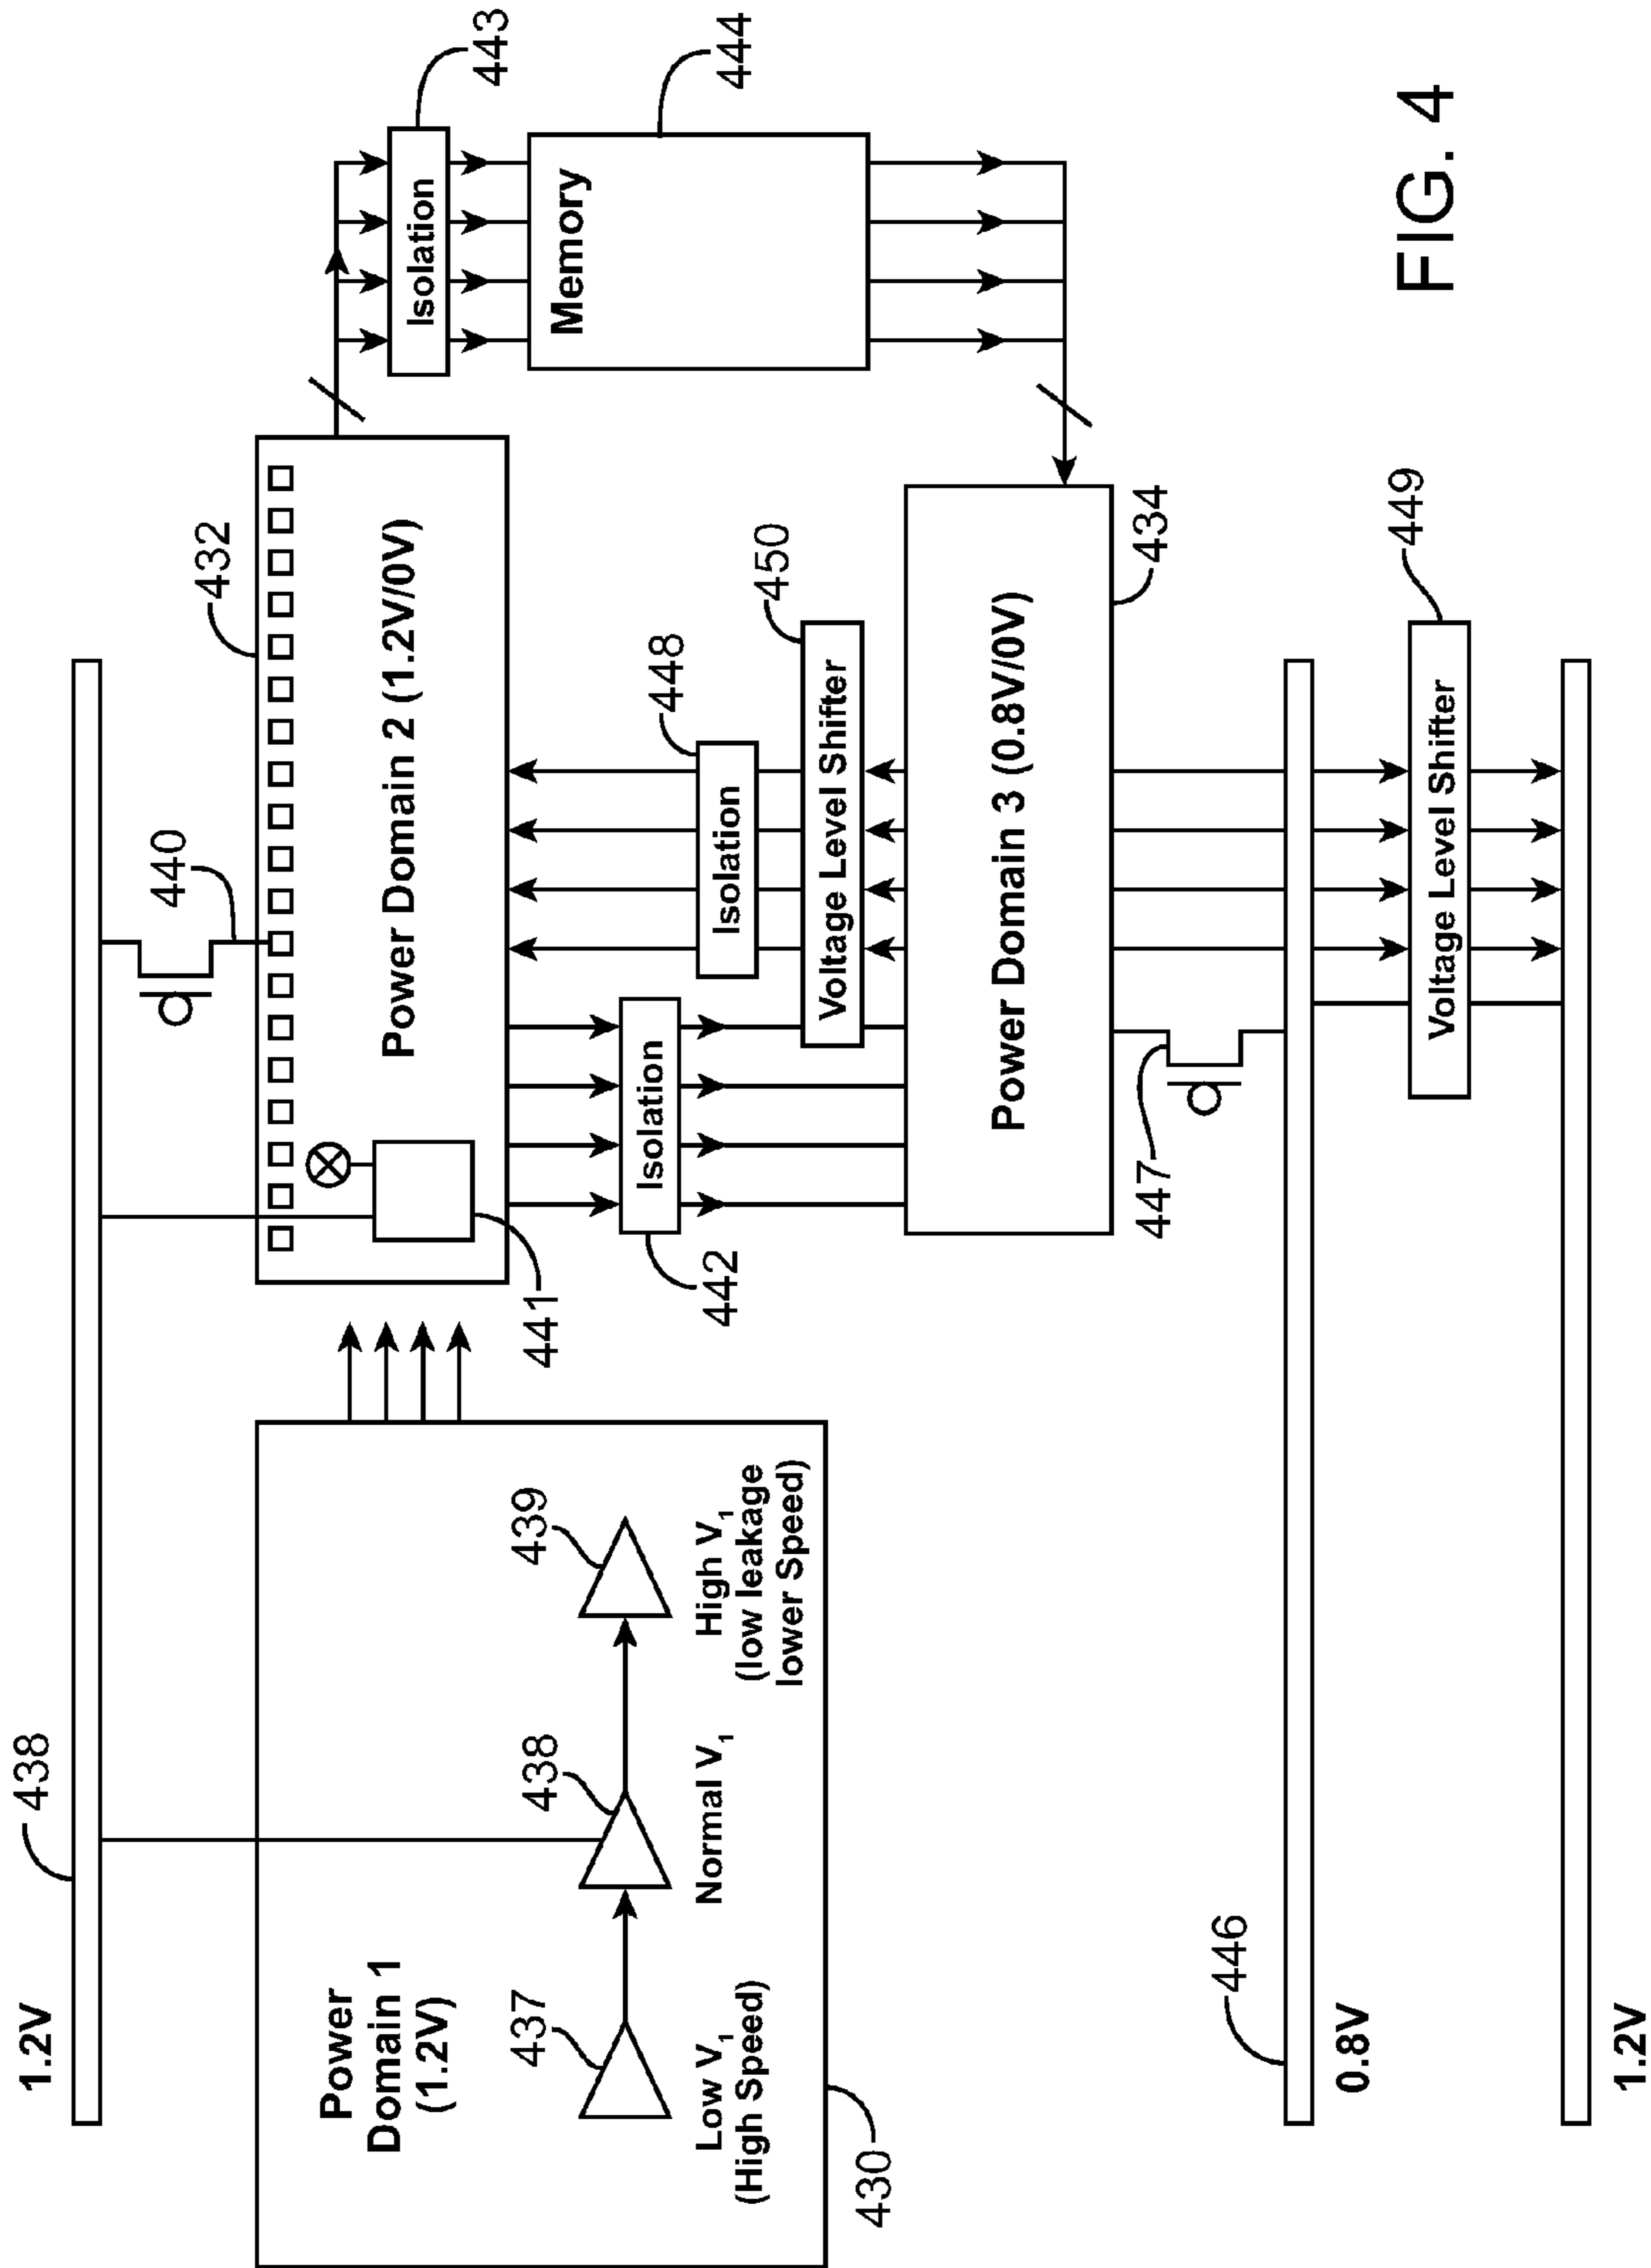 1.2V
438
Power
Domain 1
(1.2V)
437
438
439
Low V1
(High Speed)
Normal V1
High V1
(low leakage
lower Speed)
430
440
432
Power Domain 2 (1.2V/0V)
441
443
Isolation
444
Memory
442
Isolation
448
Isolation
450
Voltage Level Shifter
Power Domain 3 (0.8V/0V)
434
447
446
0.8V
449
Voltage Level Shifter
1.2V
FIG. 4